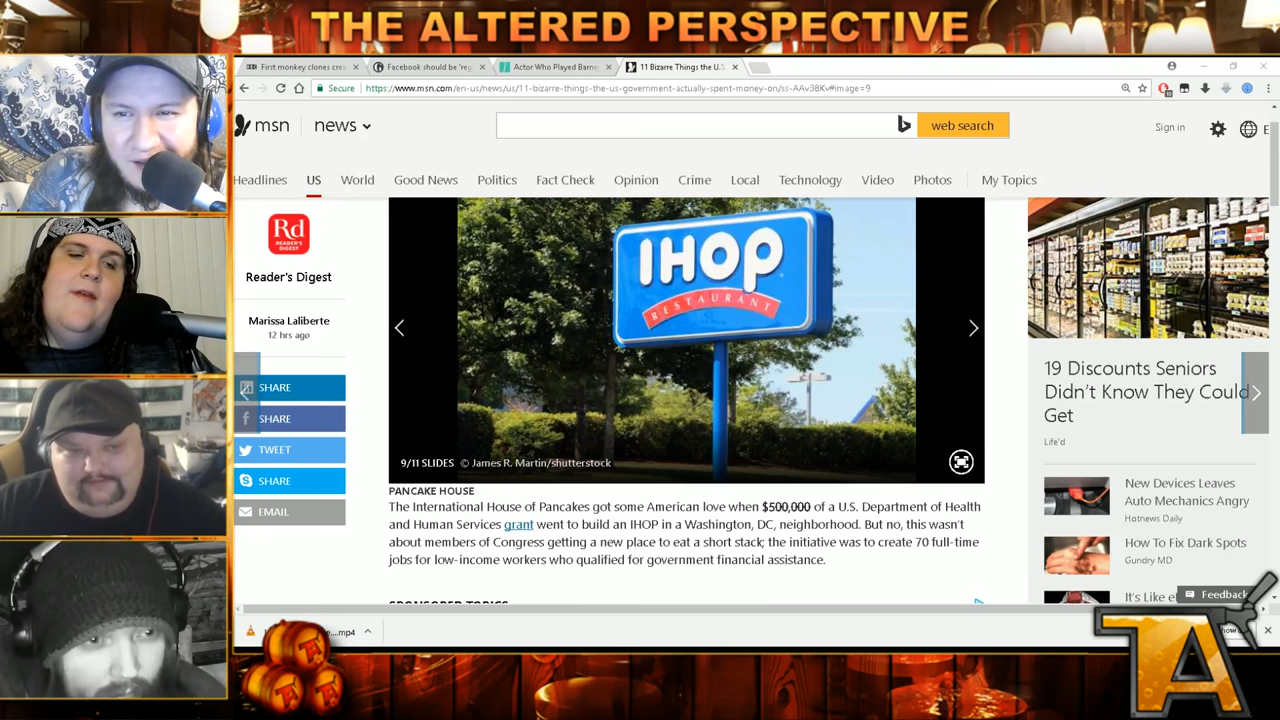 THE ALTERED PERSPECTIVE
First monkey clones crea
Facebook should be 'reg
Actor Who Played Barne
11 Bizarre Things the U.S.
Secure
https://www.msn.com/en-us/news/us/11-bizarre-things-the-us-government-actually-spent-money-on/ss-AAv38Kv#image=9
msn
news
web search
Sign in
E
Headlines
US
World
Good News
Politics
Fact Check
Opinion
Crime
Local
Technology
Video
Photos
My Topics
Rd
READER'S
DIGEST
Reader's Digest
Marissa Laliberte
12 hrs ago
SHARE
SHARE
TWEET
SHARE
EMAIL
IHOP
RESTAURANT
9/11 SLIDES © James R. Martin/shutterstock
PANCAKE HOUSE
The International House of Pancakes got some American love when $500,000 of a U.S. Department of Health
and Human Services grant went to build an IHOP in a Washington, DC, neighborhood. But no, this wasn't
about members of Congress getting a new place to eat a short stack; the initiative was to create 70 full-time
jobs for low-income workers who qualified for government financial assistance.
SPONSORED TOPICS
19 Discounts Seniors
Didn't Know They Could
Get
Life'd
New Devices Leaves
Auto Mechanics Angry
Hotnews Daily
How To Fix Dark Spots
Gundry MD
It's Like
Feedback
e....mp4
TA